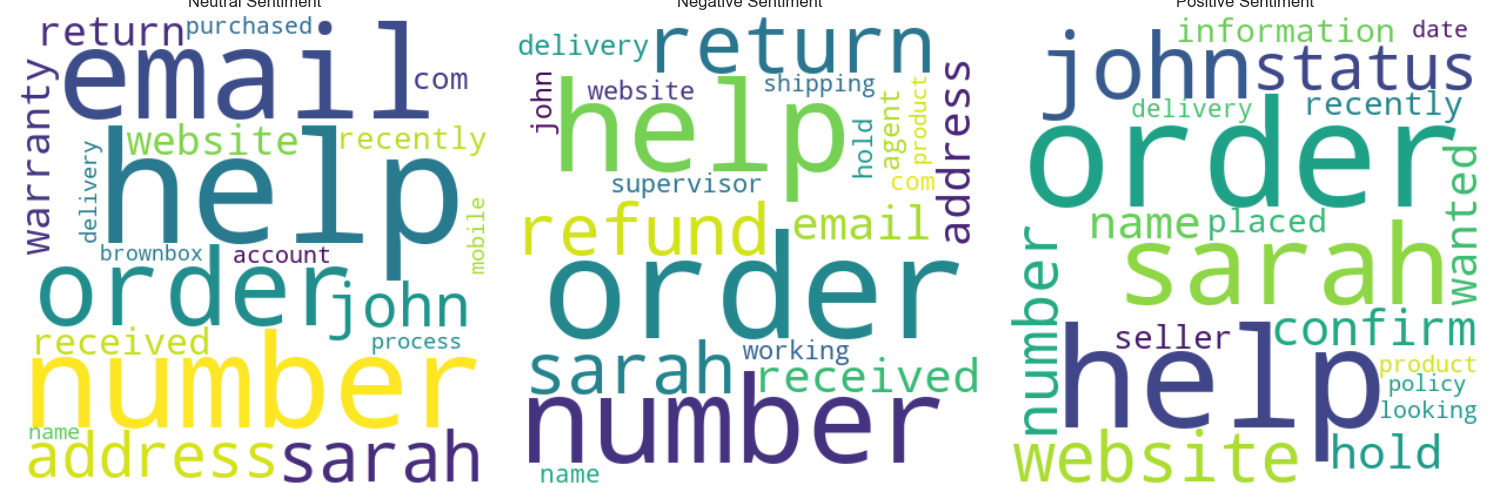 Neutral Sentiment
return
purchased
email
com
warranty
website
recently
help
delivery
mobile
brownbox
account
order
john
received
process
number
name
address
sarah
Negative Sentiment
delivery
return
john
website
shipping
help
hold
agent
product
address
supervisor
com
refund
email
order
sarah
working
received
number
name
Positive Sentiment
information
date
john
status
delivery
recently
order
wanted
name
placed
sarah
number
seller
confirm
help
product
policy
looking
website
hold